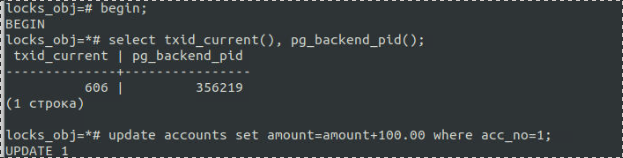 locks_obj=# begin;
BEGIN
locks_obj=*# select txid_current(), pg_backend_pid();
 txid_current | pg_backend_pid
--------------+----------------
          606 |         356219
(1 строка)
locks_obj=*# update accounts set amount=amount+100.00 where acc_no=1;
UPDATE 1